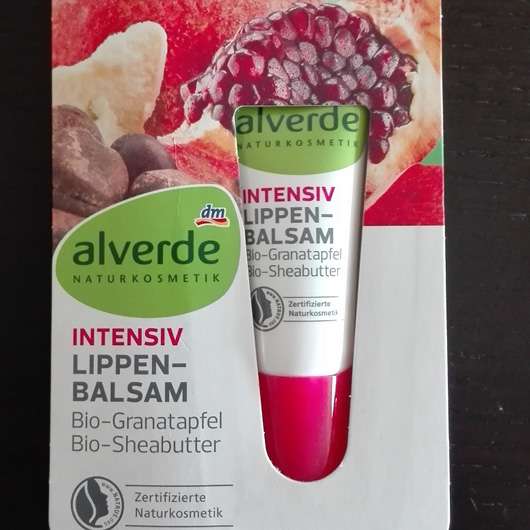 dm
alverde
NATURKOSMETIK
INTENSIV
LIPPEN-
BALSAM
Bio-Granatapfel
Bio-Sheabutter
Zertifizierte
Naturkosmetik
alverde
NATURKOSMETIK
INTENSIV
LIPPEN-
BALSAM
Bio-Granatapfel
Bio-Sheabutter
Zertifizierte
Naturkosmetik